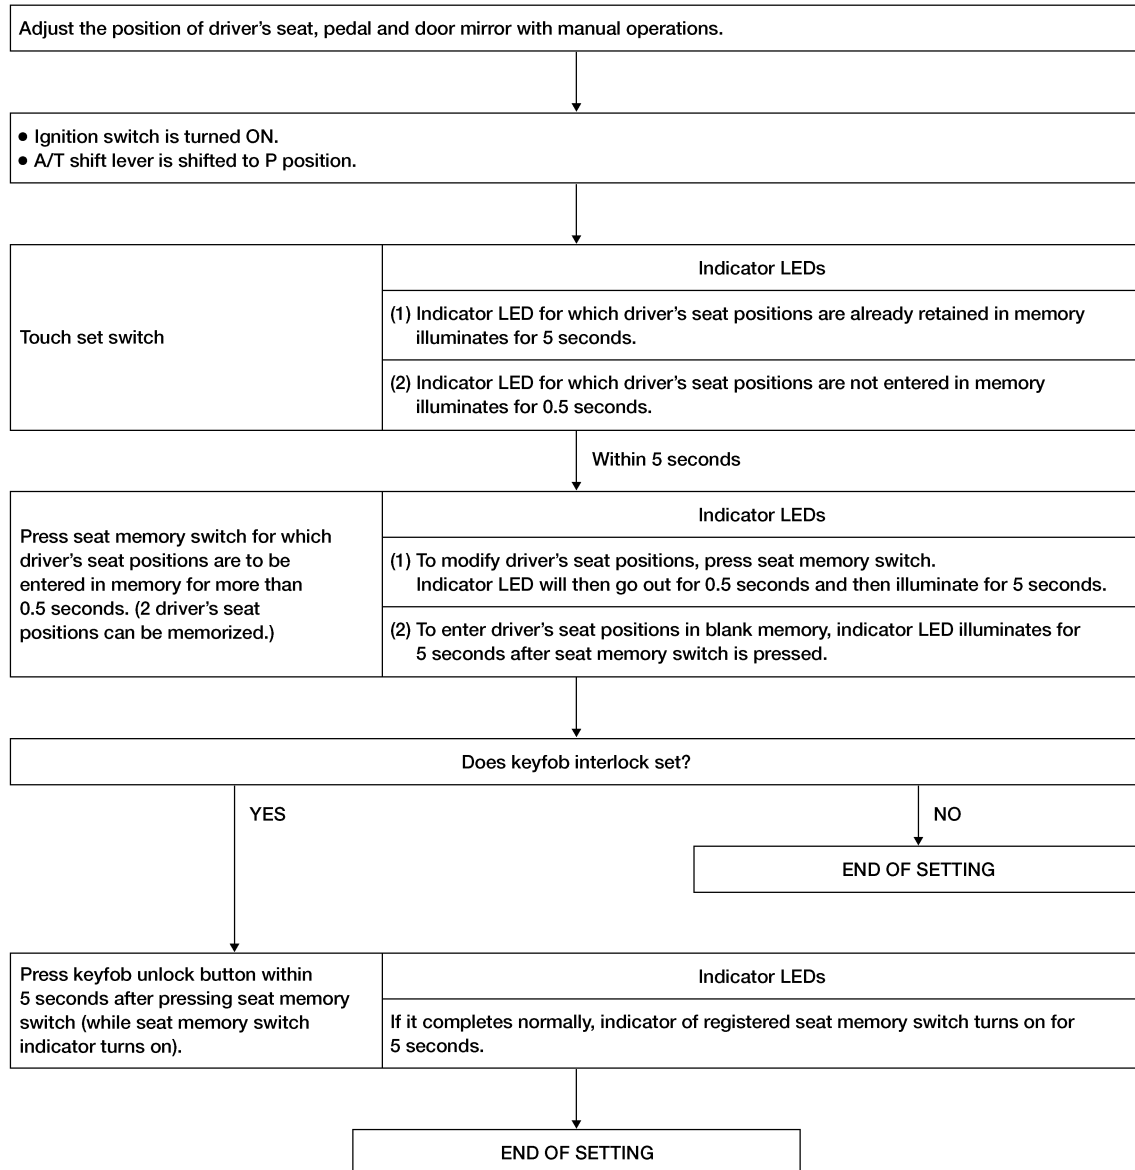 Adjust the position of driver’s seat, pedal and door mirror with manual operations.
● Ignition switch is turned ON.
● A/T shift lever is shifted to P position.
Touch set switch
Indicator LEDs
(1) Indicator LED for which driver’s seat positions are already retained in memory
illuminates for 5 seconds.
(2) Indicator LED for which driver’s seat positions are not entered in memory
illuminates for 0.5 seconds.
Within 5 seconds
Press seat memory switch for which
driver’s seat positions are to be
entered in memory for more than
0.5 seconds. (2 driver’s seat
positions can be memorized.)
Indicator LEDs
(1) To modify driver’s seat positions, press seat memory switch.
Indicator LED will then go out for 0.5 seconds and then illuminate for 5 seconds.
(2) To enter driver’s seat positions in blank memory, indicator LED illuminates for
5 seconds after seat memory switch is pressed.
Does keyfob interlock set?
YES
NO
END OF SETTING
Press keyfob unlock button within
5 seconds after pressing seat memory
switch (while seat memory switch
indicator turns on).
Indicator LEDs
If it completes normally, indicator of registered seat memory switch turns on for
5 seconds.
END OF SETTING